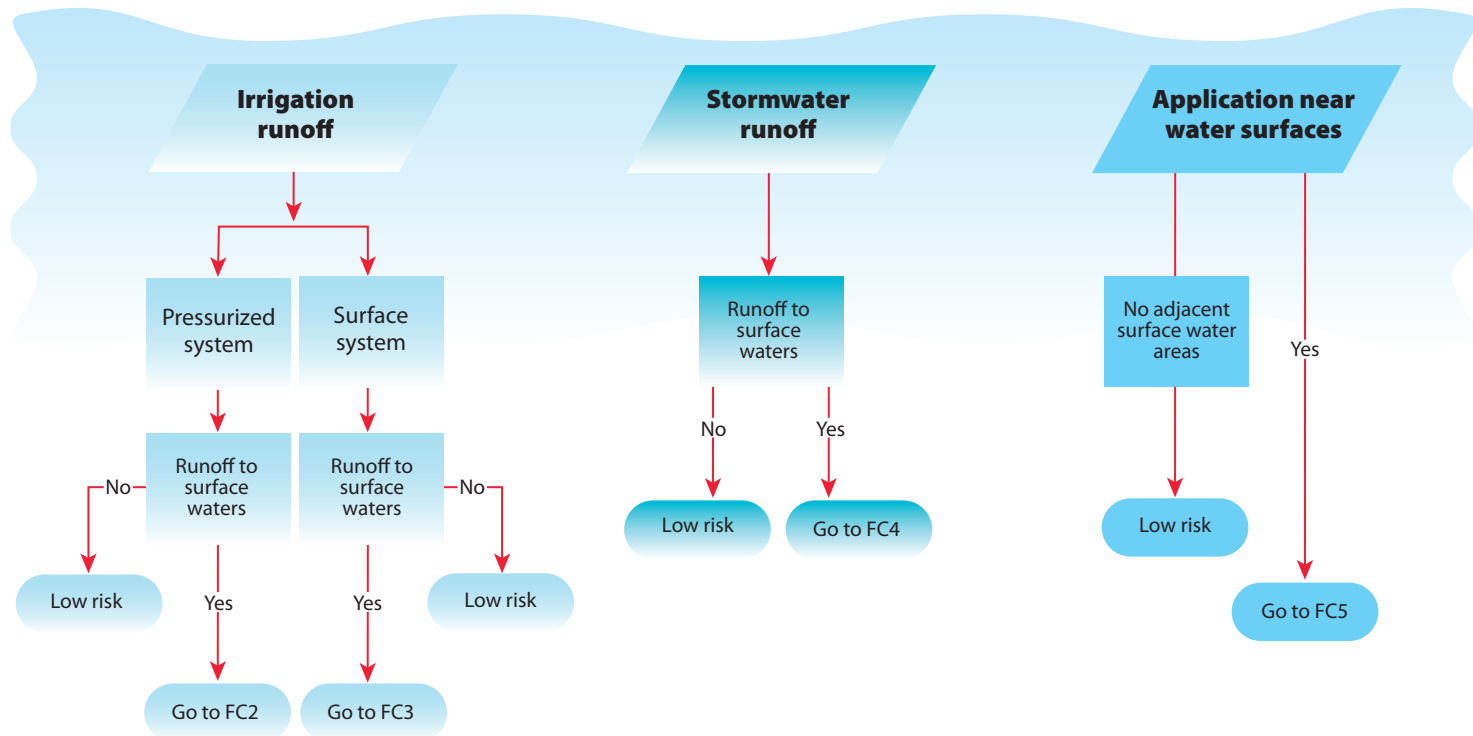 Irrigation
runoff
Pressurized
system
Surface
system
Runoff to
surface
waters
Runoff to
surface
waters
No
No
Low risk
Yes
Yes
Low risk
Go to FC2
Go to FC3
Stormwater
runoff
Runoff to
surface
waters
No
Yes
Low risk
Go to FC4
Application near
water surfaces
No adjacent
surface water
areas
Yes
Low risk
Go to FC5